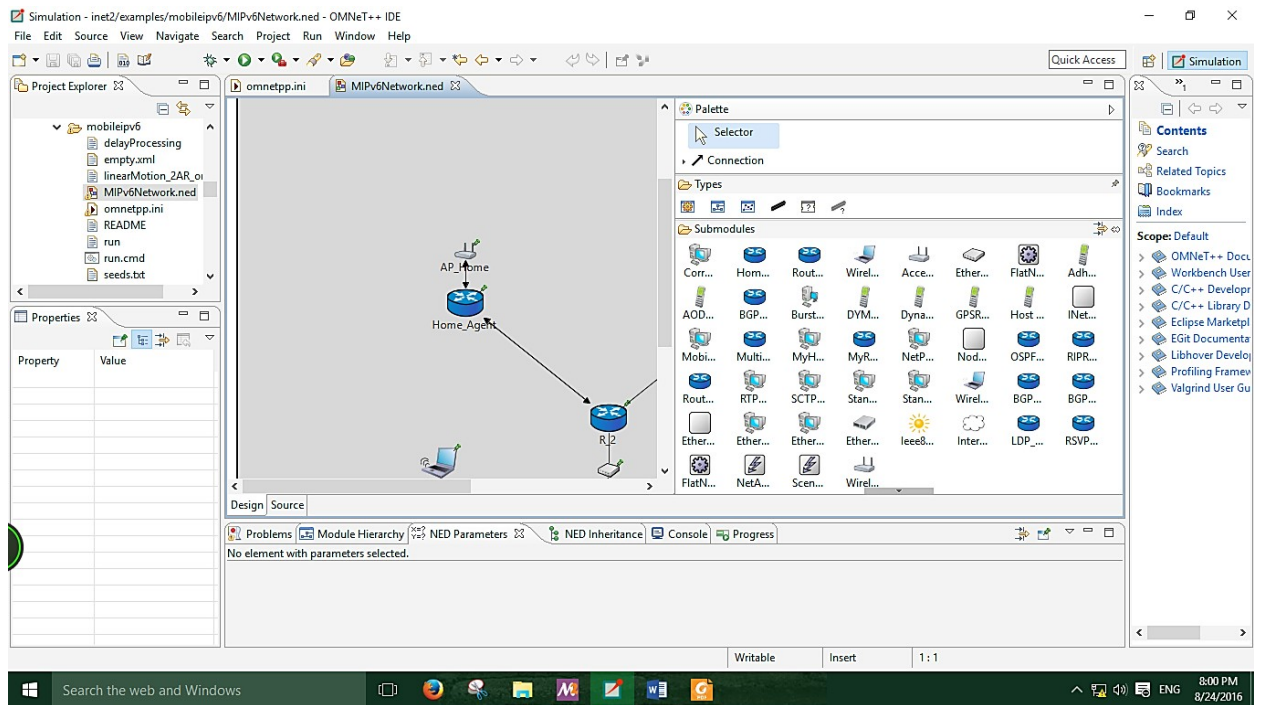 Simulation - inet2/examples/mobileipv6/MIPv6Network.ned - OMNeT++ IDE
File Edit Source View Navigate Search Project Run Window Help
Quick Access
Simulation
Project Explorer
mobileipv6
delayProcessing
empty.xml
linearMotion_2AR_o
MIPv6Network.ned
omnetpp.ini
README
run
run.cmd
seeds.txt
Properties
Property Value
omnetpp.ini MIPv6Network.ned
AP_Home
Home_Agent
R_2
Palette
Selector
Connection
Types
Submodules
Corr... Hom... Rout... Wirel... Acce... Ether... FlatN... Adh...
AOD... BGP... Burst... DYM... Dyna... GPSR... Host ... INet...
Mobi... Multi... MyH... MyR... NetP... Nod... OSPF... RIPR...
Rout... RTP... SCTP... Stan... Stan... Wirel... BGP... BGP...
Ether... Ether... Ether... Ether... Ieee8... Inter... LDP_... RSVP...
FlatN... NetA... Scen... Wirel...
Design Source
Problems Module Hierarchy NED Parameters NED Inheritance Console Progress
No element with parameters selected.
Contents
Search
Related Topics
Bookmarks
Index
Scope: Default
OMNeT++ Docu
Workbench User
C/C++ Developr
C/C++ Library D
Eclipse Marketpl
EGit Documenta
Libhover Develop
Profiling Framew
Valgrind User Gu
Writable Insert 1 : 1
Search the web and Windows
ENG
8:00 PM
8/24/2016